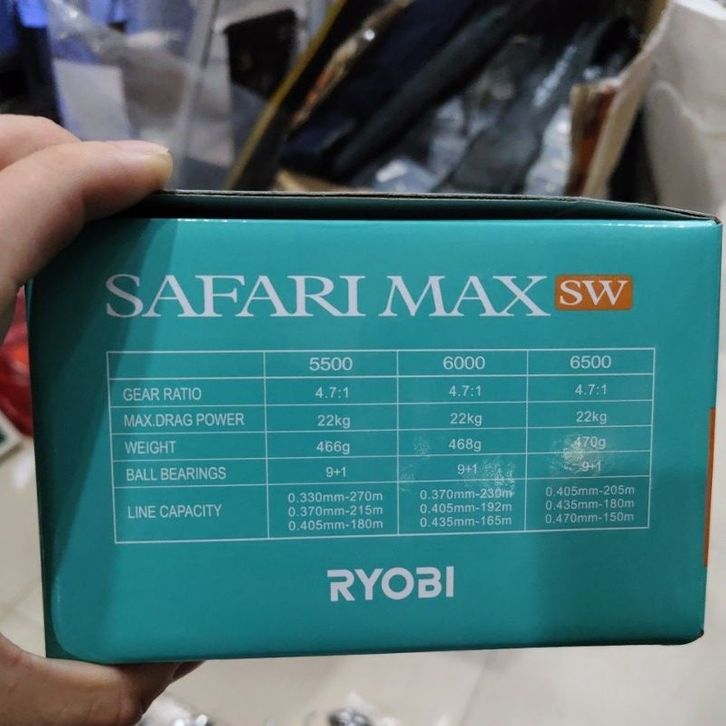 SAFARI MAX SW
5500 6000 6500
GEAR RATIO 4.7:1 4.7:1 4.7:1
MAX.DRAG POWER 22kg 22kg 22kg
WEIGHT 466g 468g 470g
BALL BEARINGS 9+1 9+1 9+1
LINE CAPACITY 0.330mm-270m 0.370mm-230m 0.405mm-205m
0.370mm-215m 0.405mm-192m 0.435mm-180m
0.405mm-180m 0.435mm-165m 0.470mm-150m
RYOBI